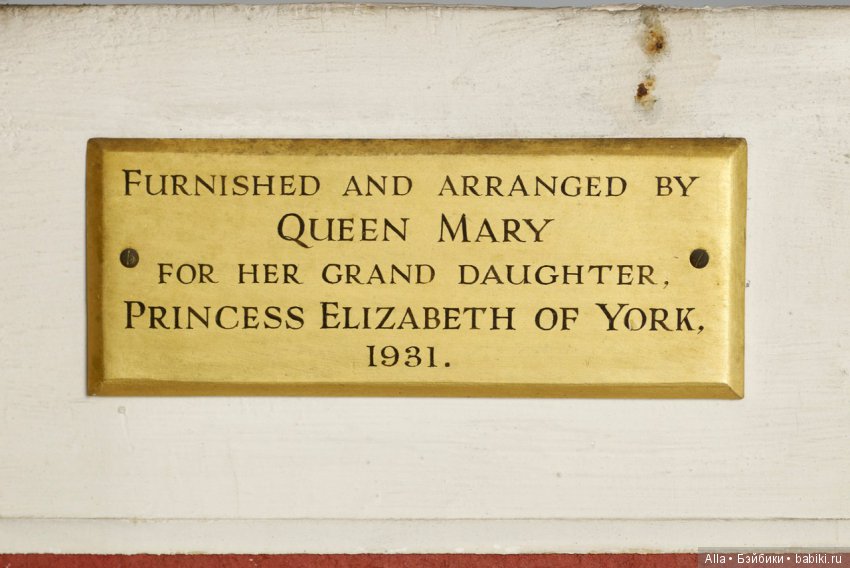 FURNISHED AND ARRANGED BY
QUEEN MARY
FOR HER GRAND DAUGHTER,
PRINCESS ELIZABETH OF YORK,
1931.
Alla • Бэйбики • babiki.ru